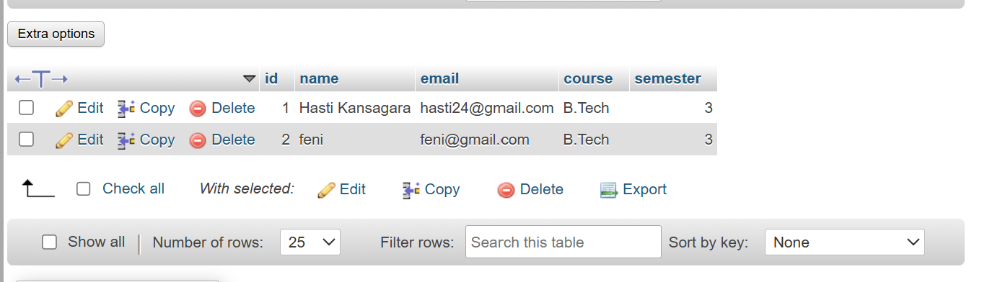 Extra options
id name email course semester
Edit Copy Delete 1 Hasti Kansagara hasti24@gmail.com B.Tech 3
Edit Copy Delete 2 feni feni@gmail.com B.Tech 3
Check all With selected: Edit Copy Delete Export
Show all Number of rows: 25 Filter rows: Search this table Sort by key: None